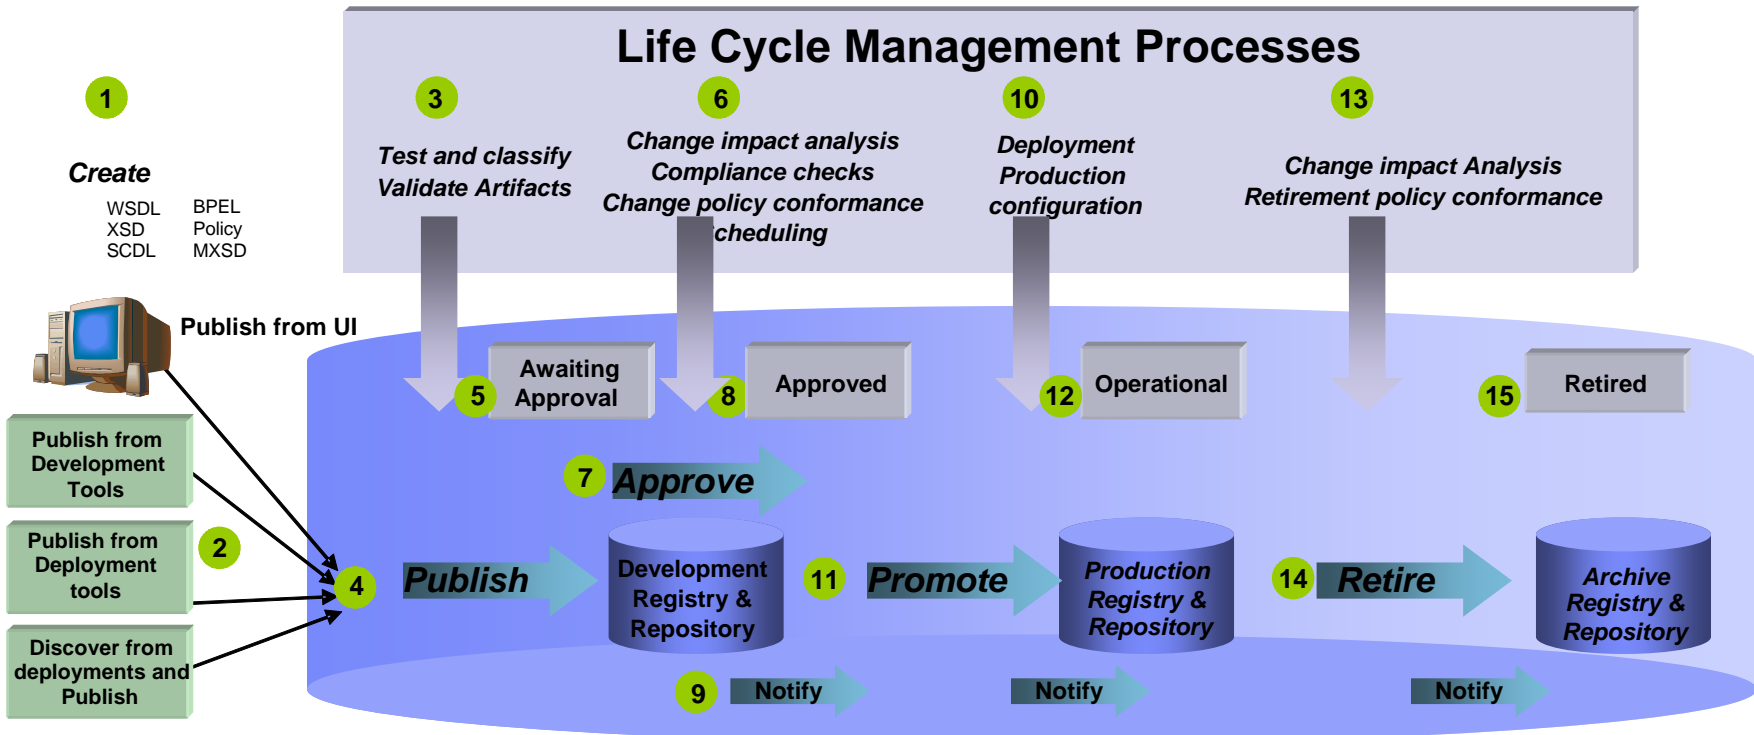 Life Cycle Management Processes
1
3
6
10
13
Create
WSDL
XSD
SCDL
BPEL
Policy
MXSD
Test and classify
Validate Artifacts
Change impact analysis
Compliance checks
Change policy conformance
cheduling
Deployment
Production
configuration
Change impact Analysis
Retirement policy conformance
Publish from UI
Publish from
Development
Tools
2
Publish from
Deployment
tools
Discover from
deployments and
Publish
4
5
Awaiting
Approval
8
Approved
12
Operational
15
Retired
7
Approve
Publish
Development
Registry &
Repository
11
Promote
Production
Registry &
Repository
14
Retire
Archive
Registry &
Repository
9
Notify
Notify
Notify